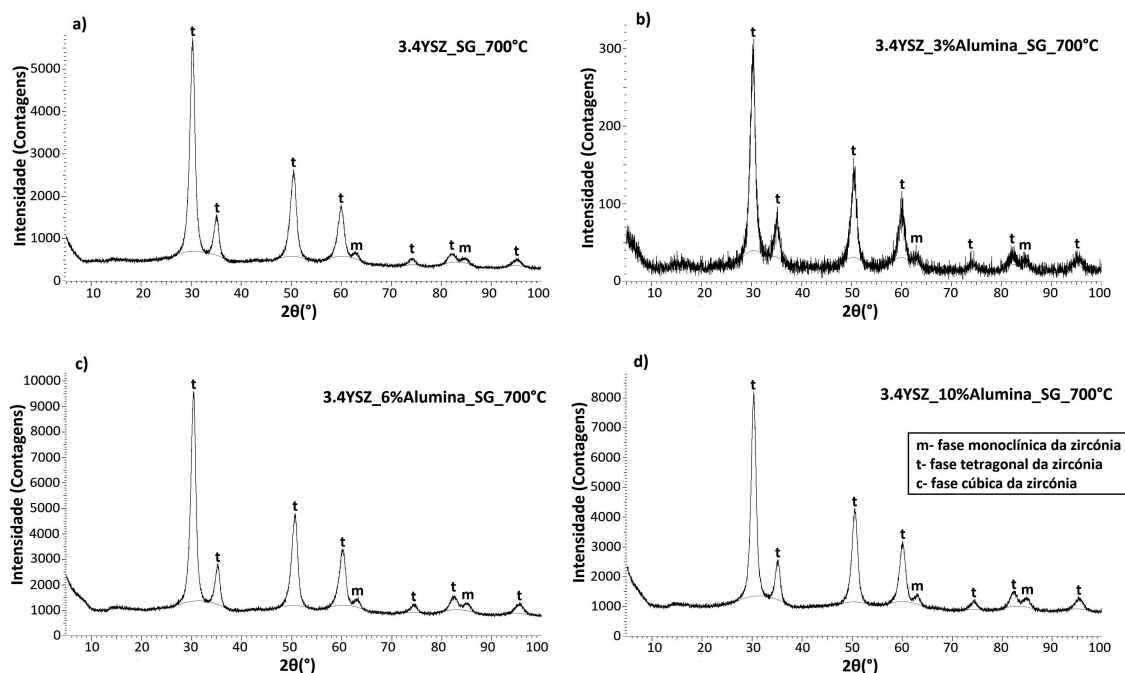 a)
3.4YSZ_SG_700°C
Intensidade (Contagens)
5000
4000
3000
2000
1000
0
t
t
t
t
m
t
t
m
t
10 20 30 40 50 60 70 80 90 100
2θ(°)
b)
3.4YSZ_3%Alumina_SG_700°C
Intensidade (Contagens)
300
200
100
0
t
t
t
t
m
t
t
m
t
10 20 30 40 50 60 70 80 90 100
2θ(°)
c)
3.4YSZ_6%Alumina_SG_700°C
Intensidade (Contagens)
10000
9000
8000
7000
6000
5000
4000
3000
2000
1000
0
t
t
t
t
m
t
t
m
t
10 20 30 40 50 60 70 80 90 100
2θ(°)
d)
3.4YSZ_10%Alumina_SG_700°C
m- fase monoclínica da zircónia
t- fase tetragonal da zircónia
c- fase cúbica da zircónia
Intensidade (Contagens)
8000
7000
6000
5000
4000
3000
2000
1000
0
t
t
t
t
m
t
t
m
t
10 20 30 40 50 60 70 80 90 100
2θ(°)